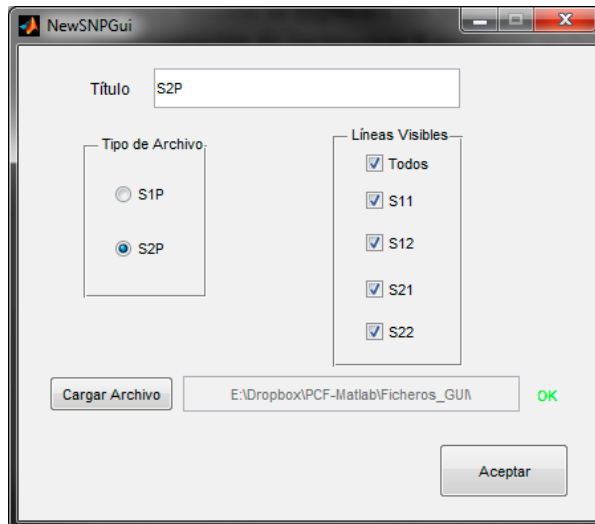 NewSNPGui
Título
S2P
Tipo de Archivo
S1P
S2P
Líneas Visibles
Todos
S11
S12
S21
S22
Cargar Archivo
E:\Dropbox\PCF-Matlab\Ficheros_GUI\
OK
Aceptar